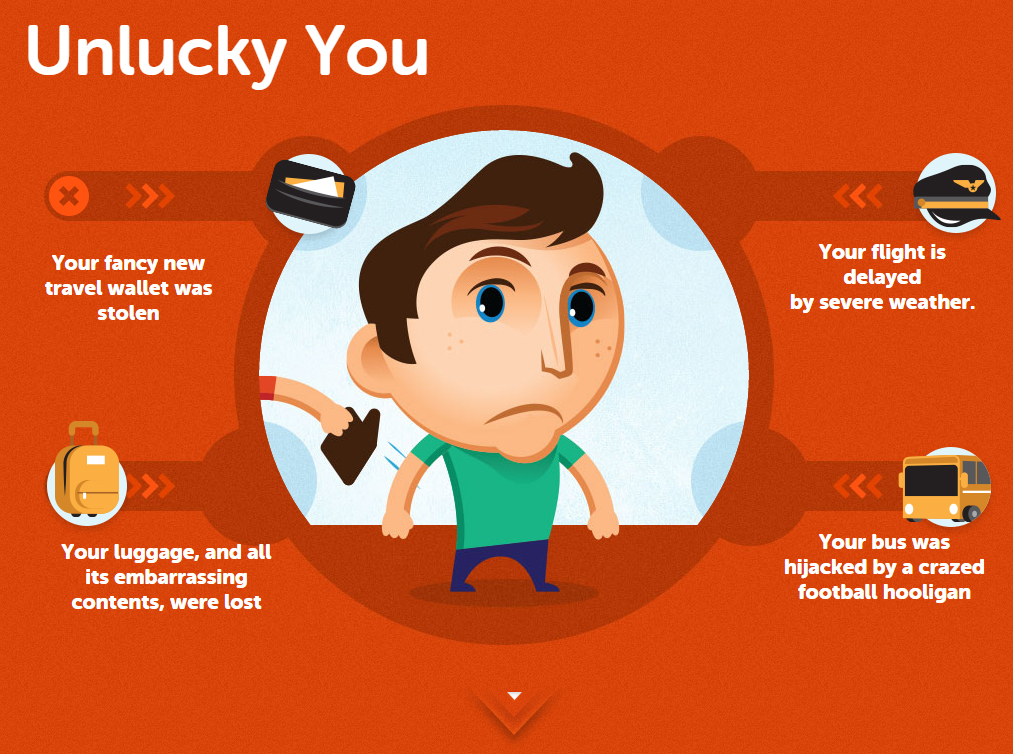 Unlucky You
Your fancy new
travel wallet was
stolen
Your flight is
delayed
by severe weather.
Your luggage, and all
its embarrassing
contents, were lost
Your bus was
hijacked by a crazed
football hooligan